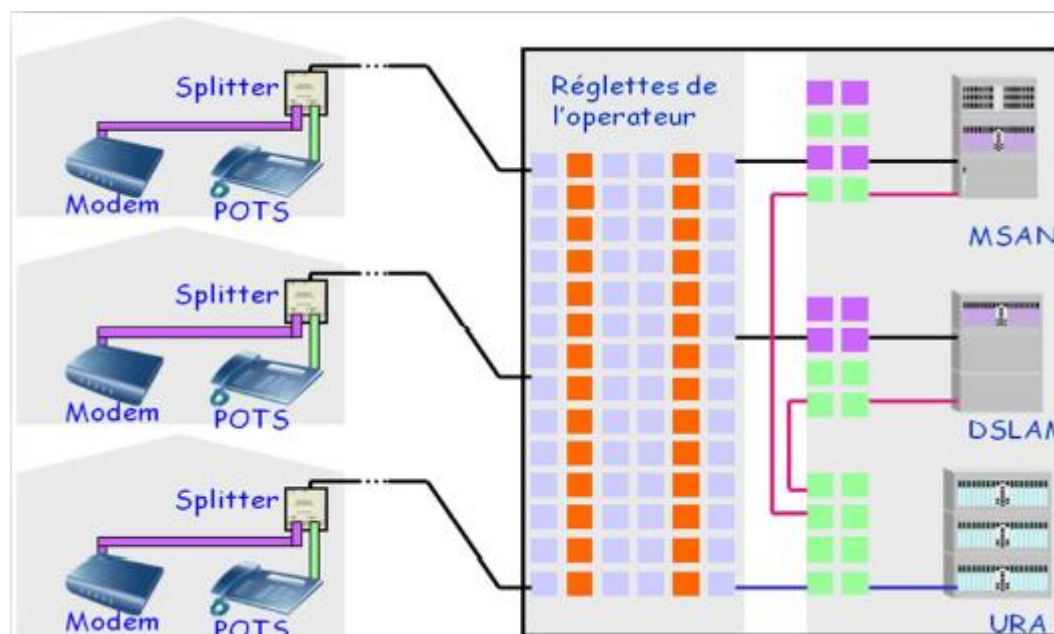 Splitter
Modem
POTS
Splitter
Modem
POTS
Splitter
Modem
POTS
Réglettes de
l'operateur
MSAN
DSLAM
URA